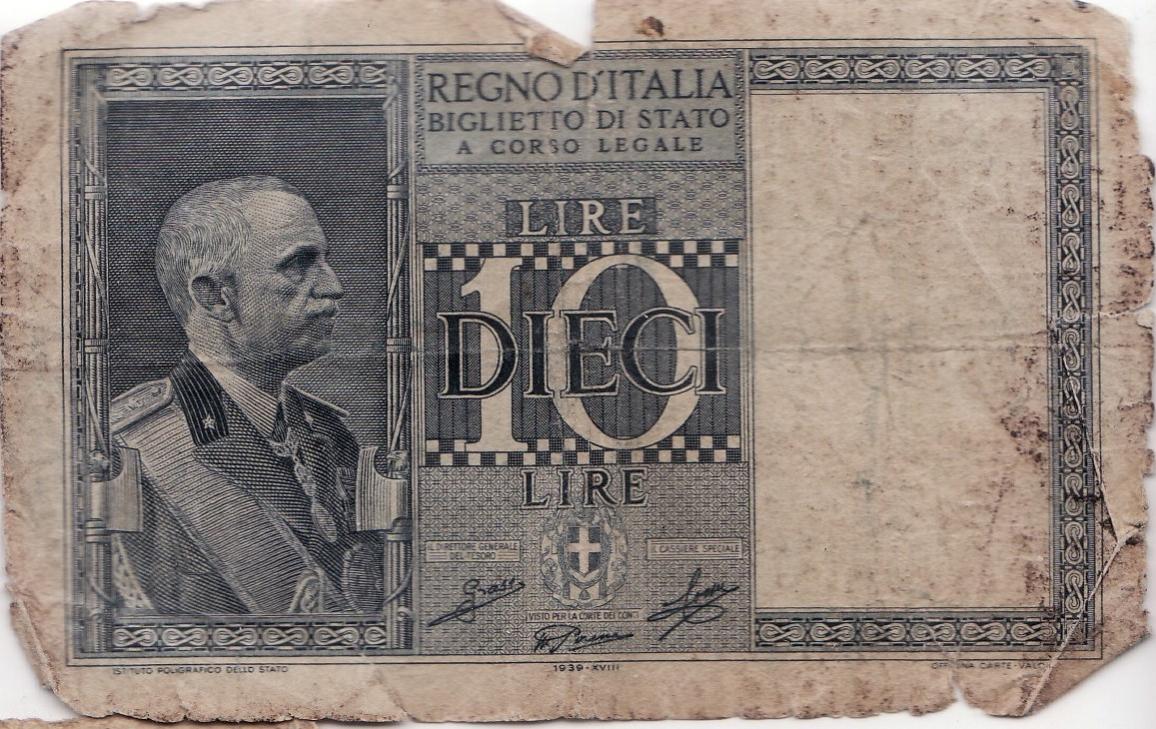 REGNO D'ITALIA
BIGLIETTO DI STATO
A CORSO LEGALE
LIRE
10
DIECI
LIRE
IL DIRETTORE GENERALE
DEL TESORO
IL CASSIERE SPECIALE
VISTO PER LA CORTE DEI CONTI
ISTITUTO POLIGRAFICO DELLO STATO
1939-XVIII
OFFICINA CARTE-VALORI